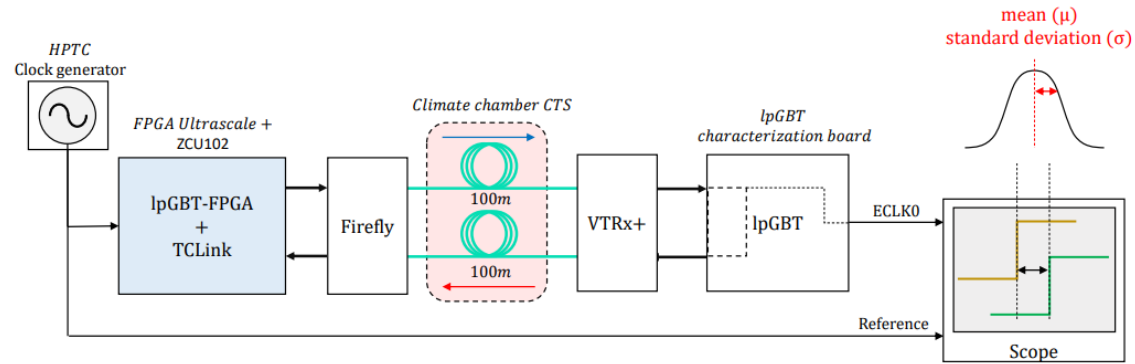 HPTC
Clock generator
FPGA Ultrascale +
ZCU102
lpGBT-FPGA
+
TCLink
Firefly
Climate chamber CTS
100m
100m
VTRx+
lpGBT
characterization board
lpGBT
ECLK0
Reference
mean (μ)
standard deviation (σ)
Scope